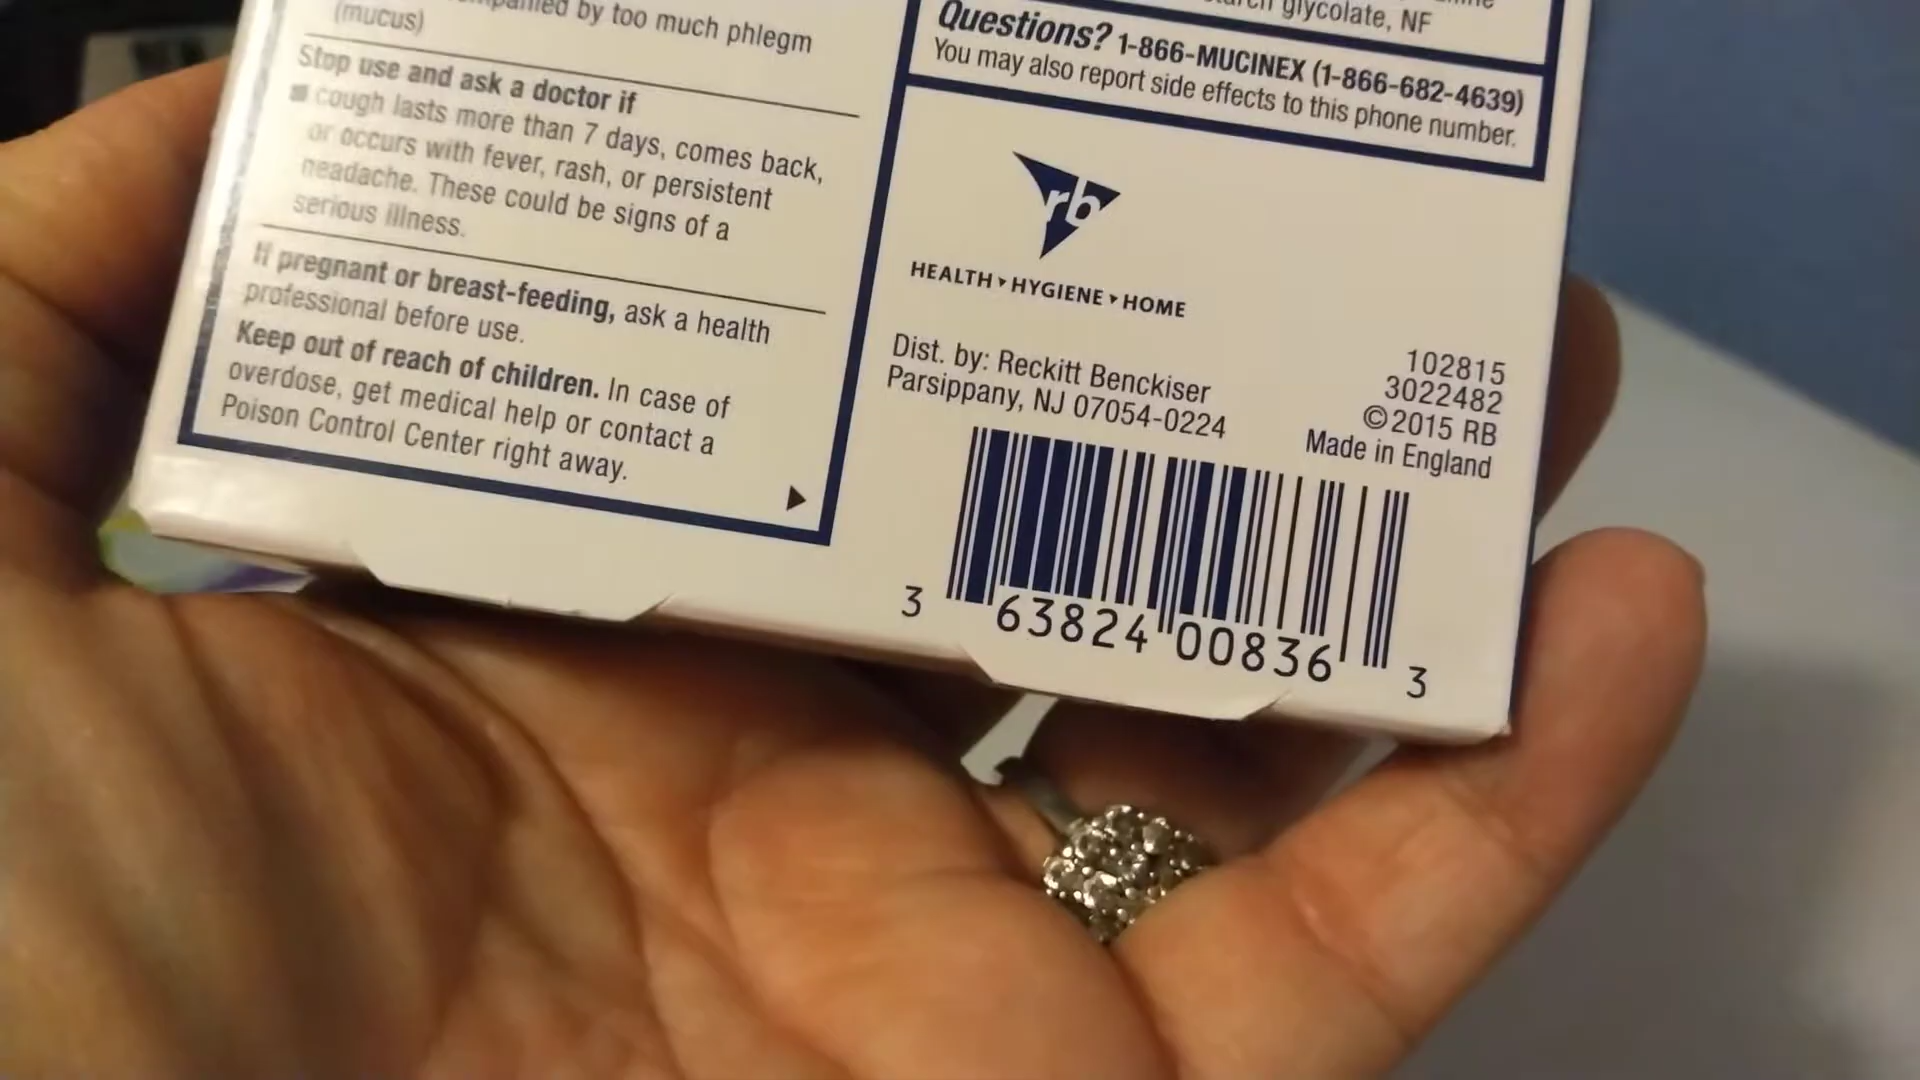 by too much phlegm
(mucus)
Stop use and ask a doctor if
■ cough lasts more than 7 days, comes back,
or occurs with fever, rash, or persistent
headache. These could be signs of a
serious illness.
If pregnant or breast-feeding, ask a health
professional before use.
Keep out of reach of children. In case of
overdose, get medical help or contact a
Poison Control Center right away.
glycolate, NF
Questions? 1-866-MUCINEX (1-866-682-4639)
You may also report side effects to this phone number.
rb
HEALTH ▸ HYGIENE ▸ HOME
Dist. by: Reckitt Benckiser
Parsippany, NJ 07054-0224
102815
3022482
©2015 RB
Made in England
3 63824 00836 3